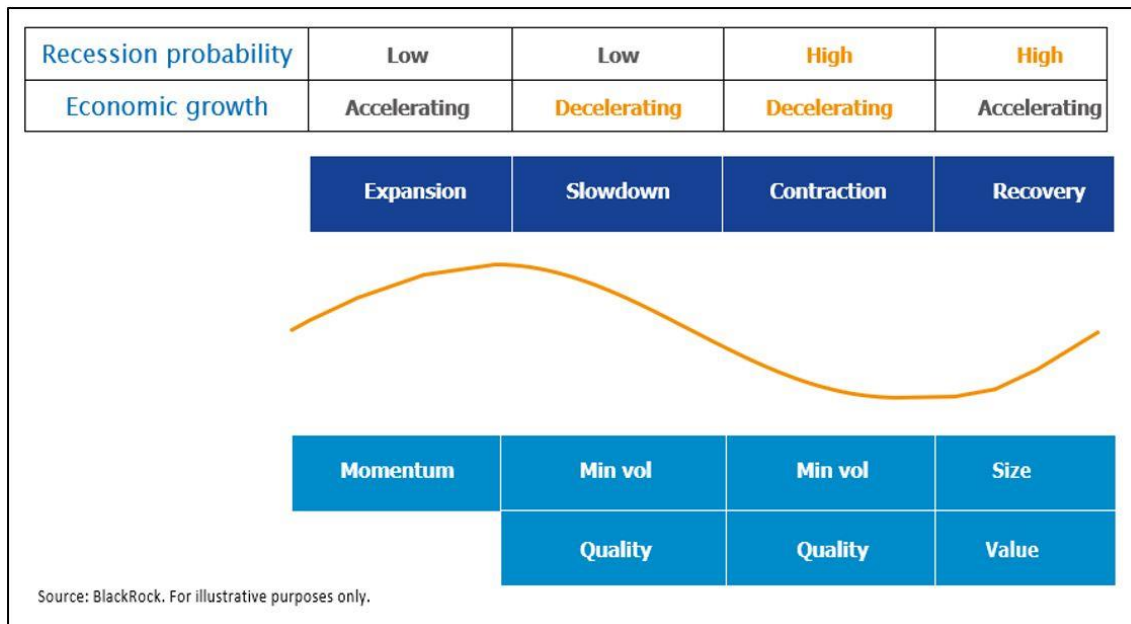 Recession probability Low Low High High
Economic growth Accelerating Decelerating Decelerating Accelerating
Expansion Slowdown Contraction Recovery
Momentum Min vol Min vol Size
Quality Quality Value
Source: BlackRock. For illustrative purposes only.